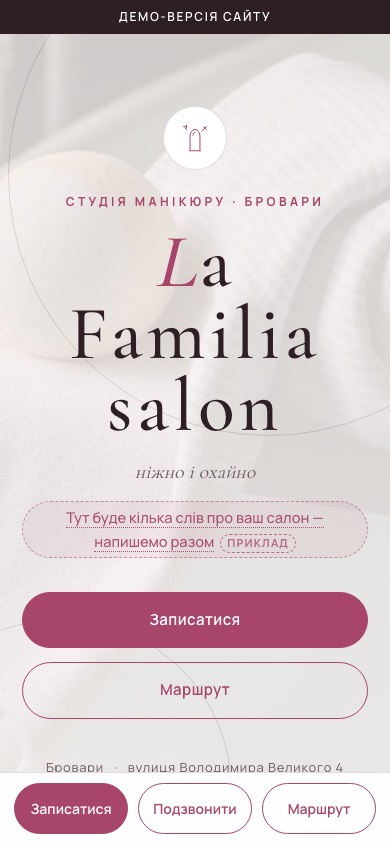 ДЕМО-ВЕРСІЯ САЙТУ
СТУДІЯ МАНІКЮРУ · БРОВАРИ
La
Familia
salon
ніжно і охайно
Тут буде кілька слів про ваш салон —
напишемо разом ПРИКЛАД
Записатися
Маршрут
Бровари · вулиця Володимира Великого 4
Записатися Подзвонити Маршрут